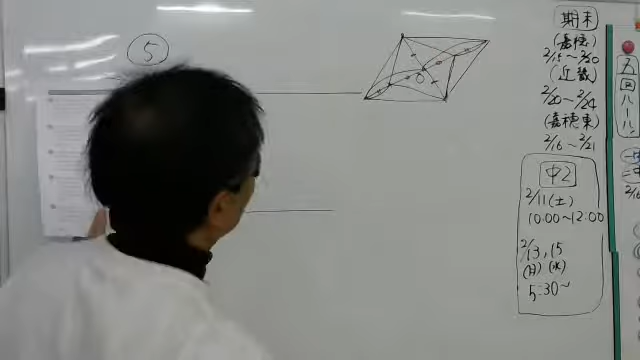 ⑤
期末
(嘉穂)
2/15~2/20
(近畿)
2/20~2/24
(嘉穂東)
2/16~2/21
中2
2/11(土)
10:00~12:00
2/13,15
(月)(水)
5:30~